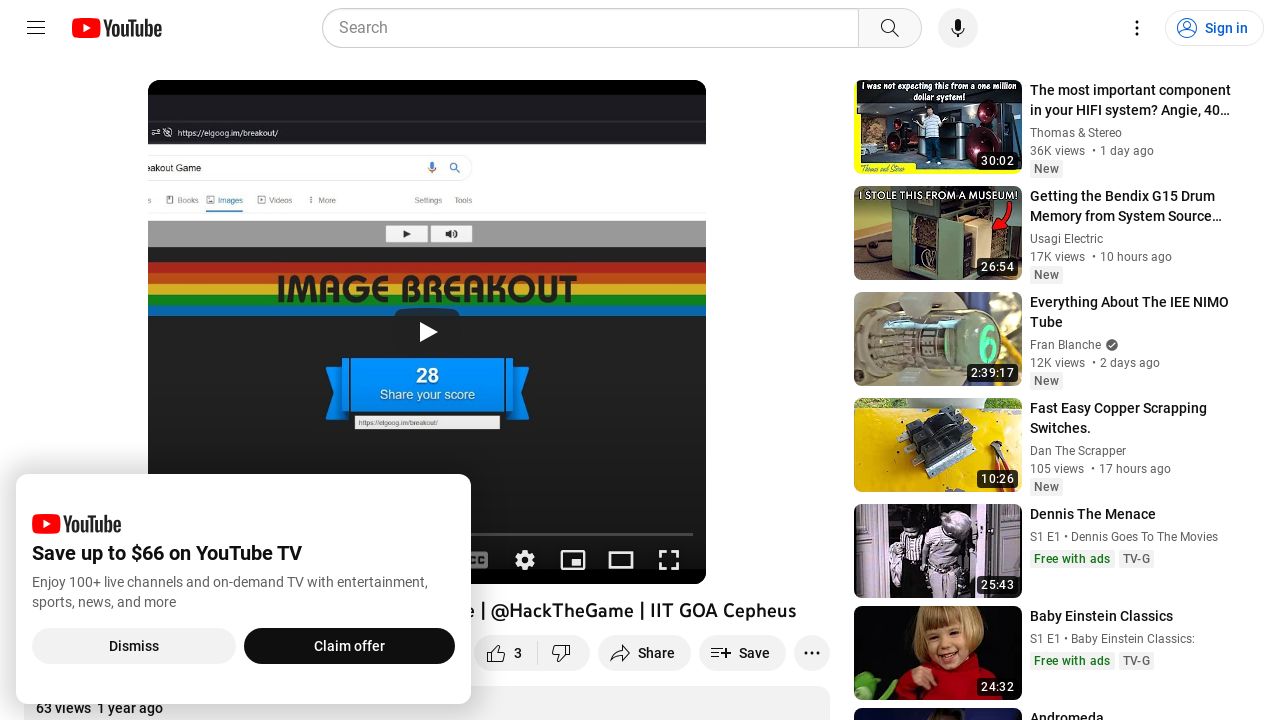 YouTube
Search
Sign in
https://elgoog.im/breakout/
eakout Game
Books
Images
Videos
More
Settings
Tools
IMAGE BREAKOUT
28
Share your score
https://elgoog.im/breakout/
YouTube
Save up to $66 on YouTube TV
Enjoy 100+ live channels and on-demand TV with entertainment,
sports, news, and more
Dismiss
Claim offer
e | @HackTheGame | IIT GOA Cepheus
3
Share
Save
63 views 1 year ago
I was not expecting this from a one million
dollar system!
Thomas and Stereo
30:02
The most important component
in your HIFI system? Angie, 40…
Thomas & Stereo
36K views • 1 day ago
New
I STOLE THIS FROM A MUSEUM!
26:54
Getting the Bendix G15 Drum
Memory from System Source…
Usagi Electric
17K views • 10 hours ago
New
6
2:39:17
Everything About The IEE NIMO
Tube
Fran Blanche
12K views • 2 days ago
New
10:26
Fast Easy Copper Scrapping
Switches.
Dan The Scrapper
105 views • 17 hours ago
New
25:43
Dennis The Menace
S1 E1 • Dennis Goes To The Movies
Free with ads
TV-G
24:32
Baby Einstein Classics
S1 E1 • Baby Einstein Classics:
Free with ads
TV-G
Andromeda